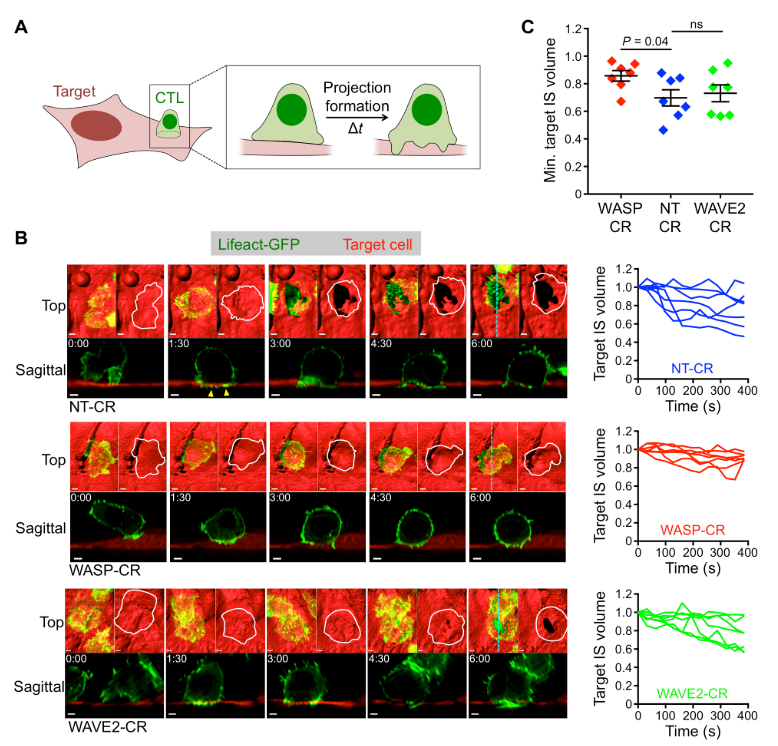 A
Target
CTL
Projection
formation
Δt
C
Min. target IS volume
1.2
1.0
0.8
0.6
0.4
0.2
0
P = 0.04
ns
WASP
CR
NT
CR
WAVE2
CR
B
Lifeact-GFP Target cell
Top
0:00 1:30 3:00 4:30 6:00
Sagittal
NT-CR
Target IS volume
1.2
1.0
0.8
0.6
0.4
0.2
0
NT-CR
0 100 200 300 400
Time (s)
Top
0:00 1:30 3:00 4:30 6:00
Sagittal
WASP-CR
Target IS volume
1.2
1.0
0.8
0.6
0.4
0.2
0
WASP-CR
0 100 200 300 400
Time (s)
Top
0:00 1:30 3:00 4:30 6:00
Sagittal
WAVE2-CR
Target IS volume
1.2
1.0
0.8
0.6
0.4
0.2
0
WAVE2-CR
0 100 200 300 400
Time (s)